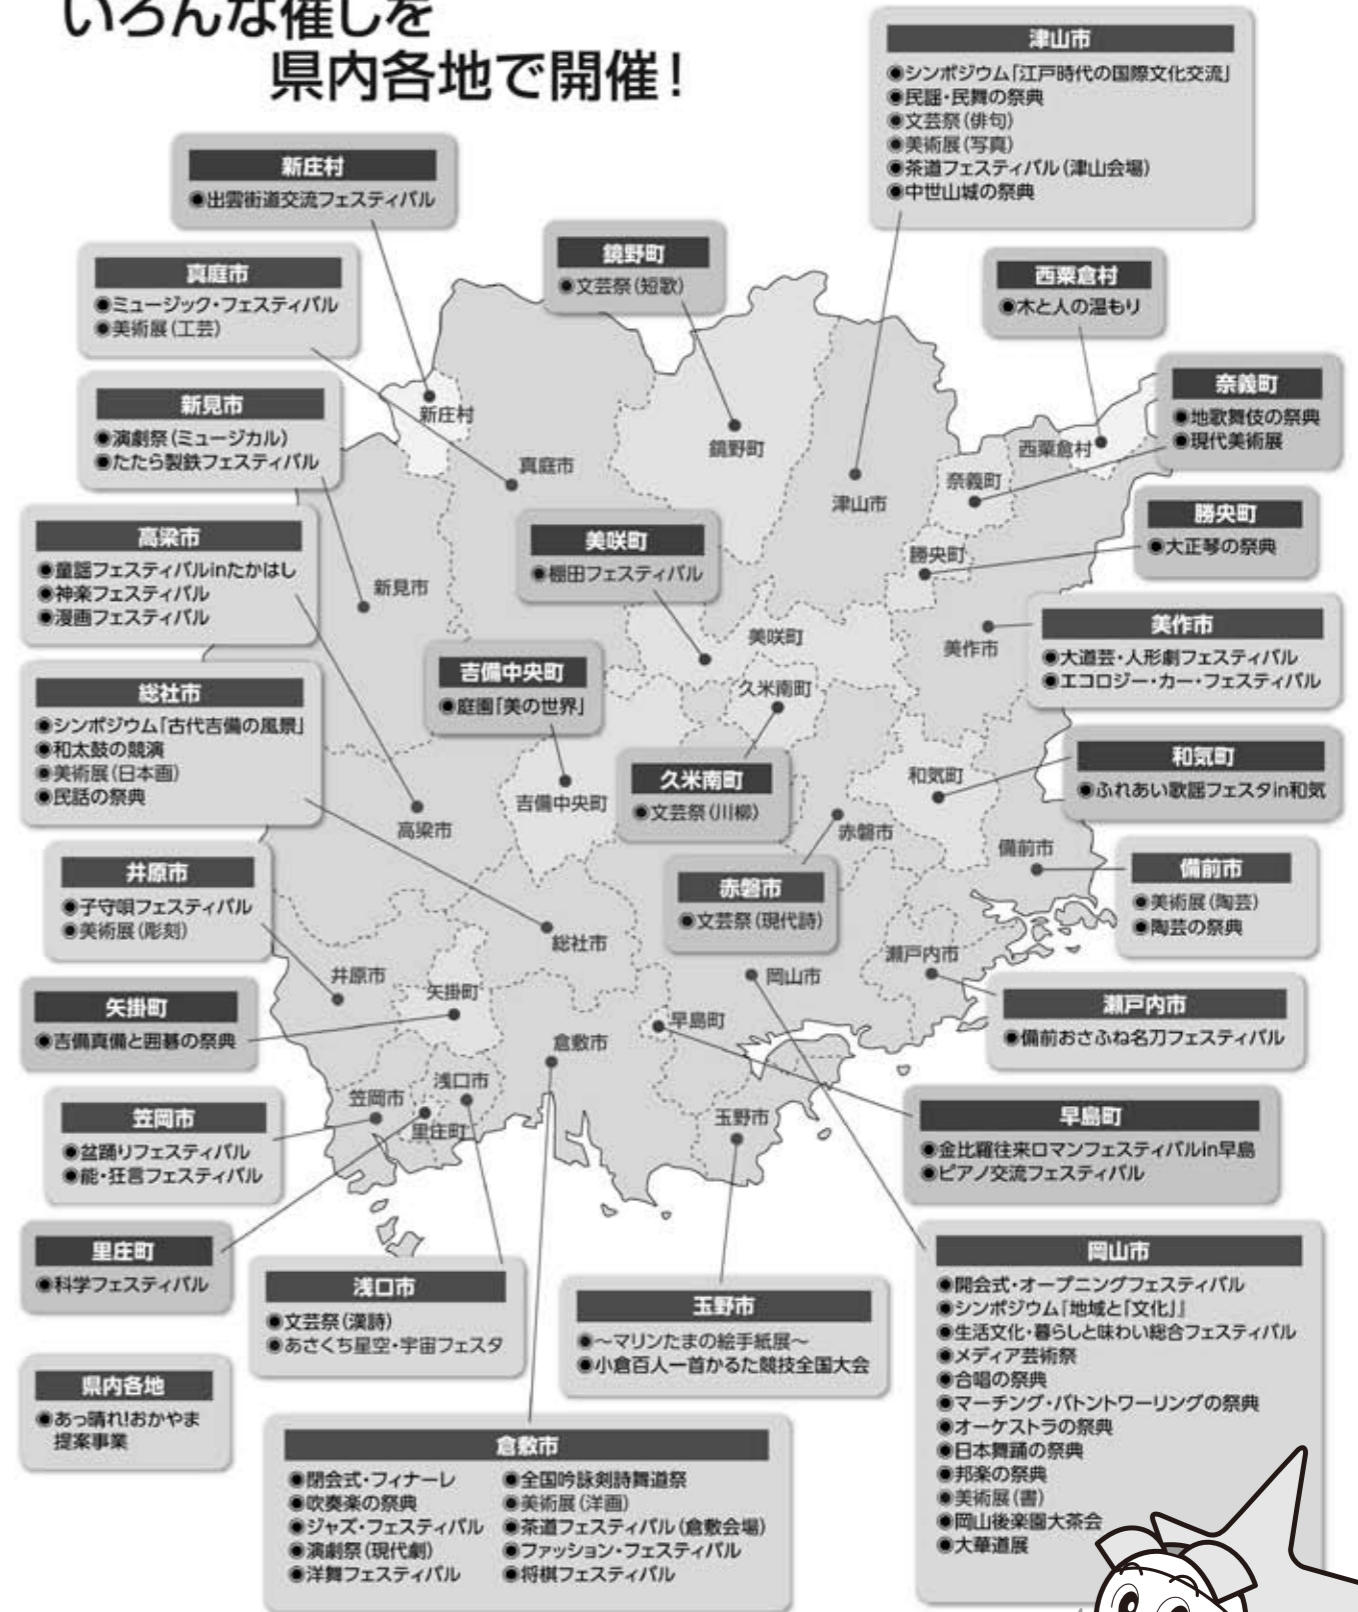 いろんな催しを
県内各地で開催!
津山市
◉シンポジウム「江戸時代の国際文化交流」
◉民謡・民舞の祭典
◉文芸祭(俳句)
◉美術展(写真)
◉茶道フェスティバル(津山会場)
◉中世山城の祭典
新庄村
◉出雲街道交流フェスティバル
鏡野町
◉文芸祭(短歌)
西粟倉村
◉木と人の温もり
真庭市
◉ミュージック・フェスティバル
◉美術展(工芸)
奈義町
◉地歌舞伎の祭典
◉現代美術展
新見市
◉演劇祭(ミュージカル)
◉たたら製鉄フェスティバル
勝央町
◉大正琴の祭典
高梁市
◉童謡フェスティバルinたかはし
◉神楽フェスティバル
◉漫画フェスティバル
美咲町
◉棚田フェスティバル
美作市
◉大道芸・人形劇フェスティバル
◉エコロジー・カー・フェスティバル
総社市
◉シンポジウム「古代吉備の風景」
◉和太鼓の競演
◉美術展(日本画)
◉民話の祭典
吉備中央町
◉庭園「美の世界」
久米南町
◉文芸祭(川柳)
和気町
◉ふれあい歌謡フェスタin和気
井原市
◉子守唄フェスティバル
◉美術展(彫刻)
赤磐市
◉文芸祭(現代詩)
備前市
◉美術展(陶芸)
◉陶芸の祭典
矢掛町
◉吉備真備と囲碁の祭典
瀬戸内市
◉備前おさふね名刀フェスティバル
笠岡市
◉盆踊りフェスティバル
◉能・狂言フェスティバル
早島町
◉金比羅往来ロマンフェスティバルin早島
◉ピアノ交流フェスティバル
里庄町
◉科学フェスティバル
浅口市
◉文芸祭(漢詩)
◉あさくち星空・宇宙フェスタ
玉野市
◉〜マリンたまの絵手紙展〜
◉小倉百人一首かるた競技全国大会
岡山市
◉開会式・オープニングフェスティバル
◉シンポジウム『地域と「文化」』
◉生活文化・暮らしと味わい総合フェスティバル
◉メディア芸術祭
◉合唱の祭典
◉マーチング・バトントワーリングの祭典
◉オーケストラの祭典
◉日本舞踊の祭典
◉邦楽の祭典
◉美術展(書)
◉岡山後楽園大茶会
◉大華道展
県内各地
◉あっ晴れ!おかやま
提案事業
倉敷市
◉閉会式・フィナーレ
◉吹奏楽の祭典
◉ジャズ・フェスティバル
◉演劇祭(現代劇)
◉洋舞フェスティバル
◉全国吟詠剣詩舞道祭
◉美術展(洋画)
◉茶道フェスティバル(倉敷会場)
◉ファッション・フェスティバル
◉将棋フェスティバル
新庄村
真庭市
鏡野町
津山市
西粟倉村
奈義町
勝央町
新見市
美咲町
美作市
久米南町
吉備中央町
和気町
高梁市
赤磐市
備前市
総社市
瀬戸内市
井原市
矢掛町
岡山市
早島町
倉敷市
浅口市
笠岡市
里庄町
玉野市